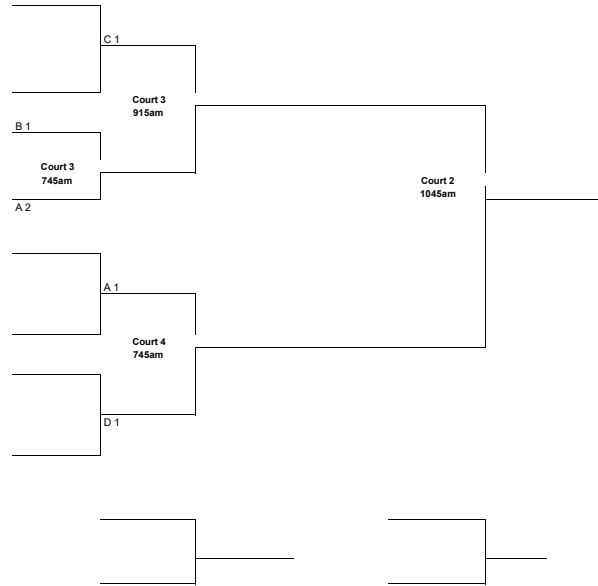 C 1
Court 3
915am
B 1
Court 3
745am
A 2
Court 2
1045am
A 1
Court 4
745am
D 1